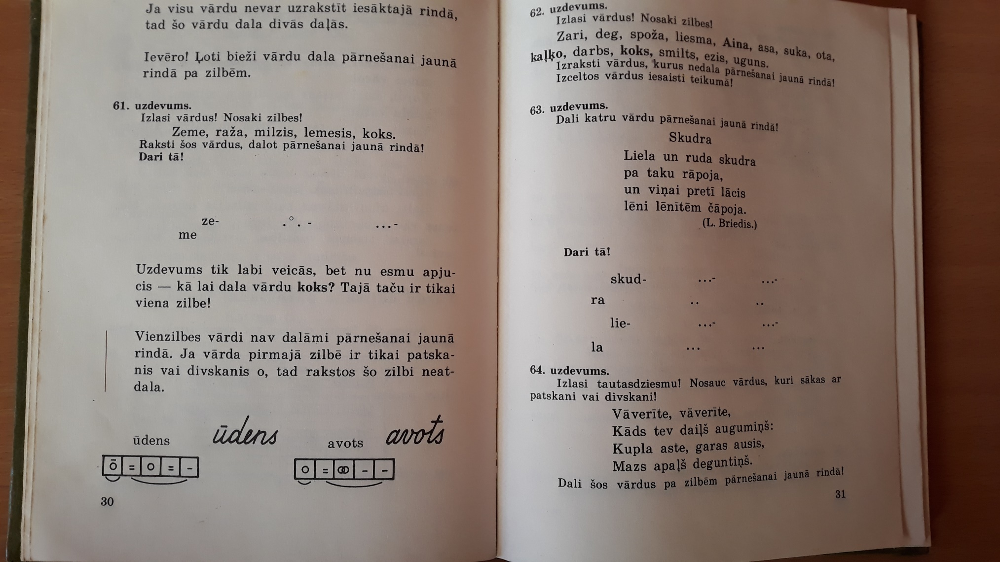 Ja visu vārdu nevar uzrakstīt iesāktajā rindā,
tad šo vārdu dala divās daļās.
Ievēro! Ļoti bieži vārdu dala pārnešanai jaunā
rindā pa zilbēm.
61. uzdevums.
Izlasi vārdus! Nosaki zilbes!
Zeme, raža, milzis, lemesis, koks.
Raksti šos vārdus, dalot pārnešanai jaunā rindā!
Dari tā!
ze- .°. - ...-
me
Uzdevums tik labi veicās, bet nu esmu apju-
cis — kā lai dala vārdu koks? Tajā taču ir tikai
viena zilbe!
Vienzilbes vārdi nav dalāmi pārnešanai jaunā
rindā. Ja vārda pirmajā zilbē ir tikai patska-
nis vai divskanis o, tad rakstos šo zilbi neat-
dala.
ūdens ūdens avots avots
ō = o = - o = oo - -
30
62. uzdevums.
Izlasi vārdus! Nosaki zilbes!
Zari, deg, spoža, liesma, Aina, asa, suka, ota,
kaļķo, darbs, koks, smilts, ezis, uguns.
Izraksti vārdus, kurus nedala pārnešanai jaunā rindā!
Izceltos vārdus iesaisti teikumā!
63. uzdevums.
Dali katru vārdu pārnešanai jaunā rindā!
Skudra
Liela un ruda skudra
pa taku rāpoja,
un viņai pretī lācis
lēni lēnītēm čāpoja.
(L. Briedis.)
Dari tā!
skud- ...- ...-
ra .. ..
lie- ...- ...-
la ... ...
64. uzdevums.
Izlasi tautasdziesmu! Nosauc vārdus, kuri sākas ar
patskani vai divskani!
Vāverīte, vāverīte,
Kāds tev daiļš augumiņš:
Kupla aste, garas ausis,
Mazs apaļš deguntiņš.
Dali šos vārdus pa zilbēm pārnešanai jaunā rindā!
31